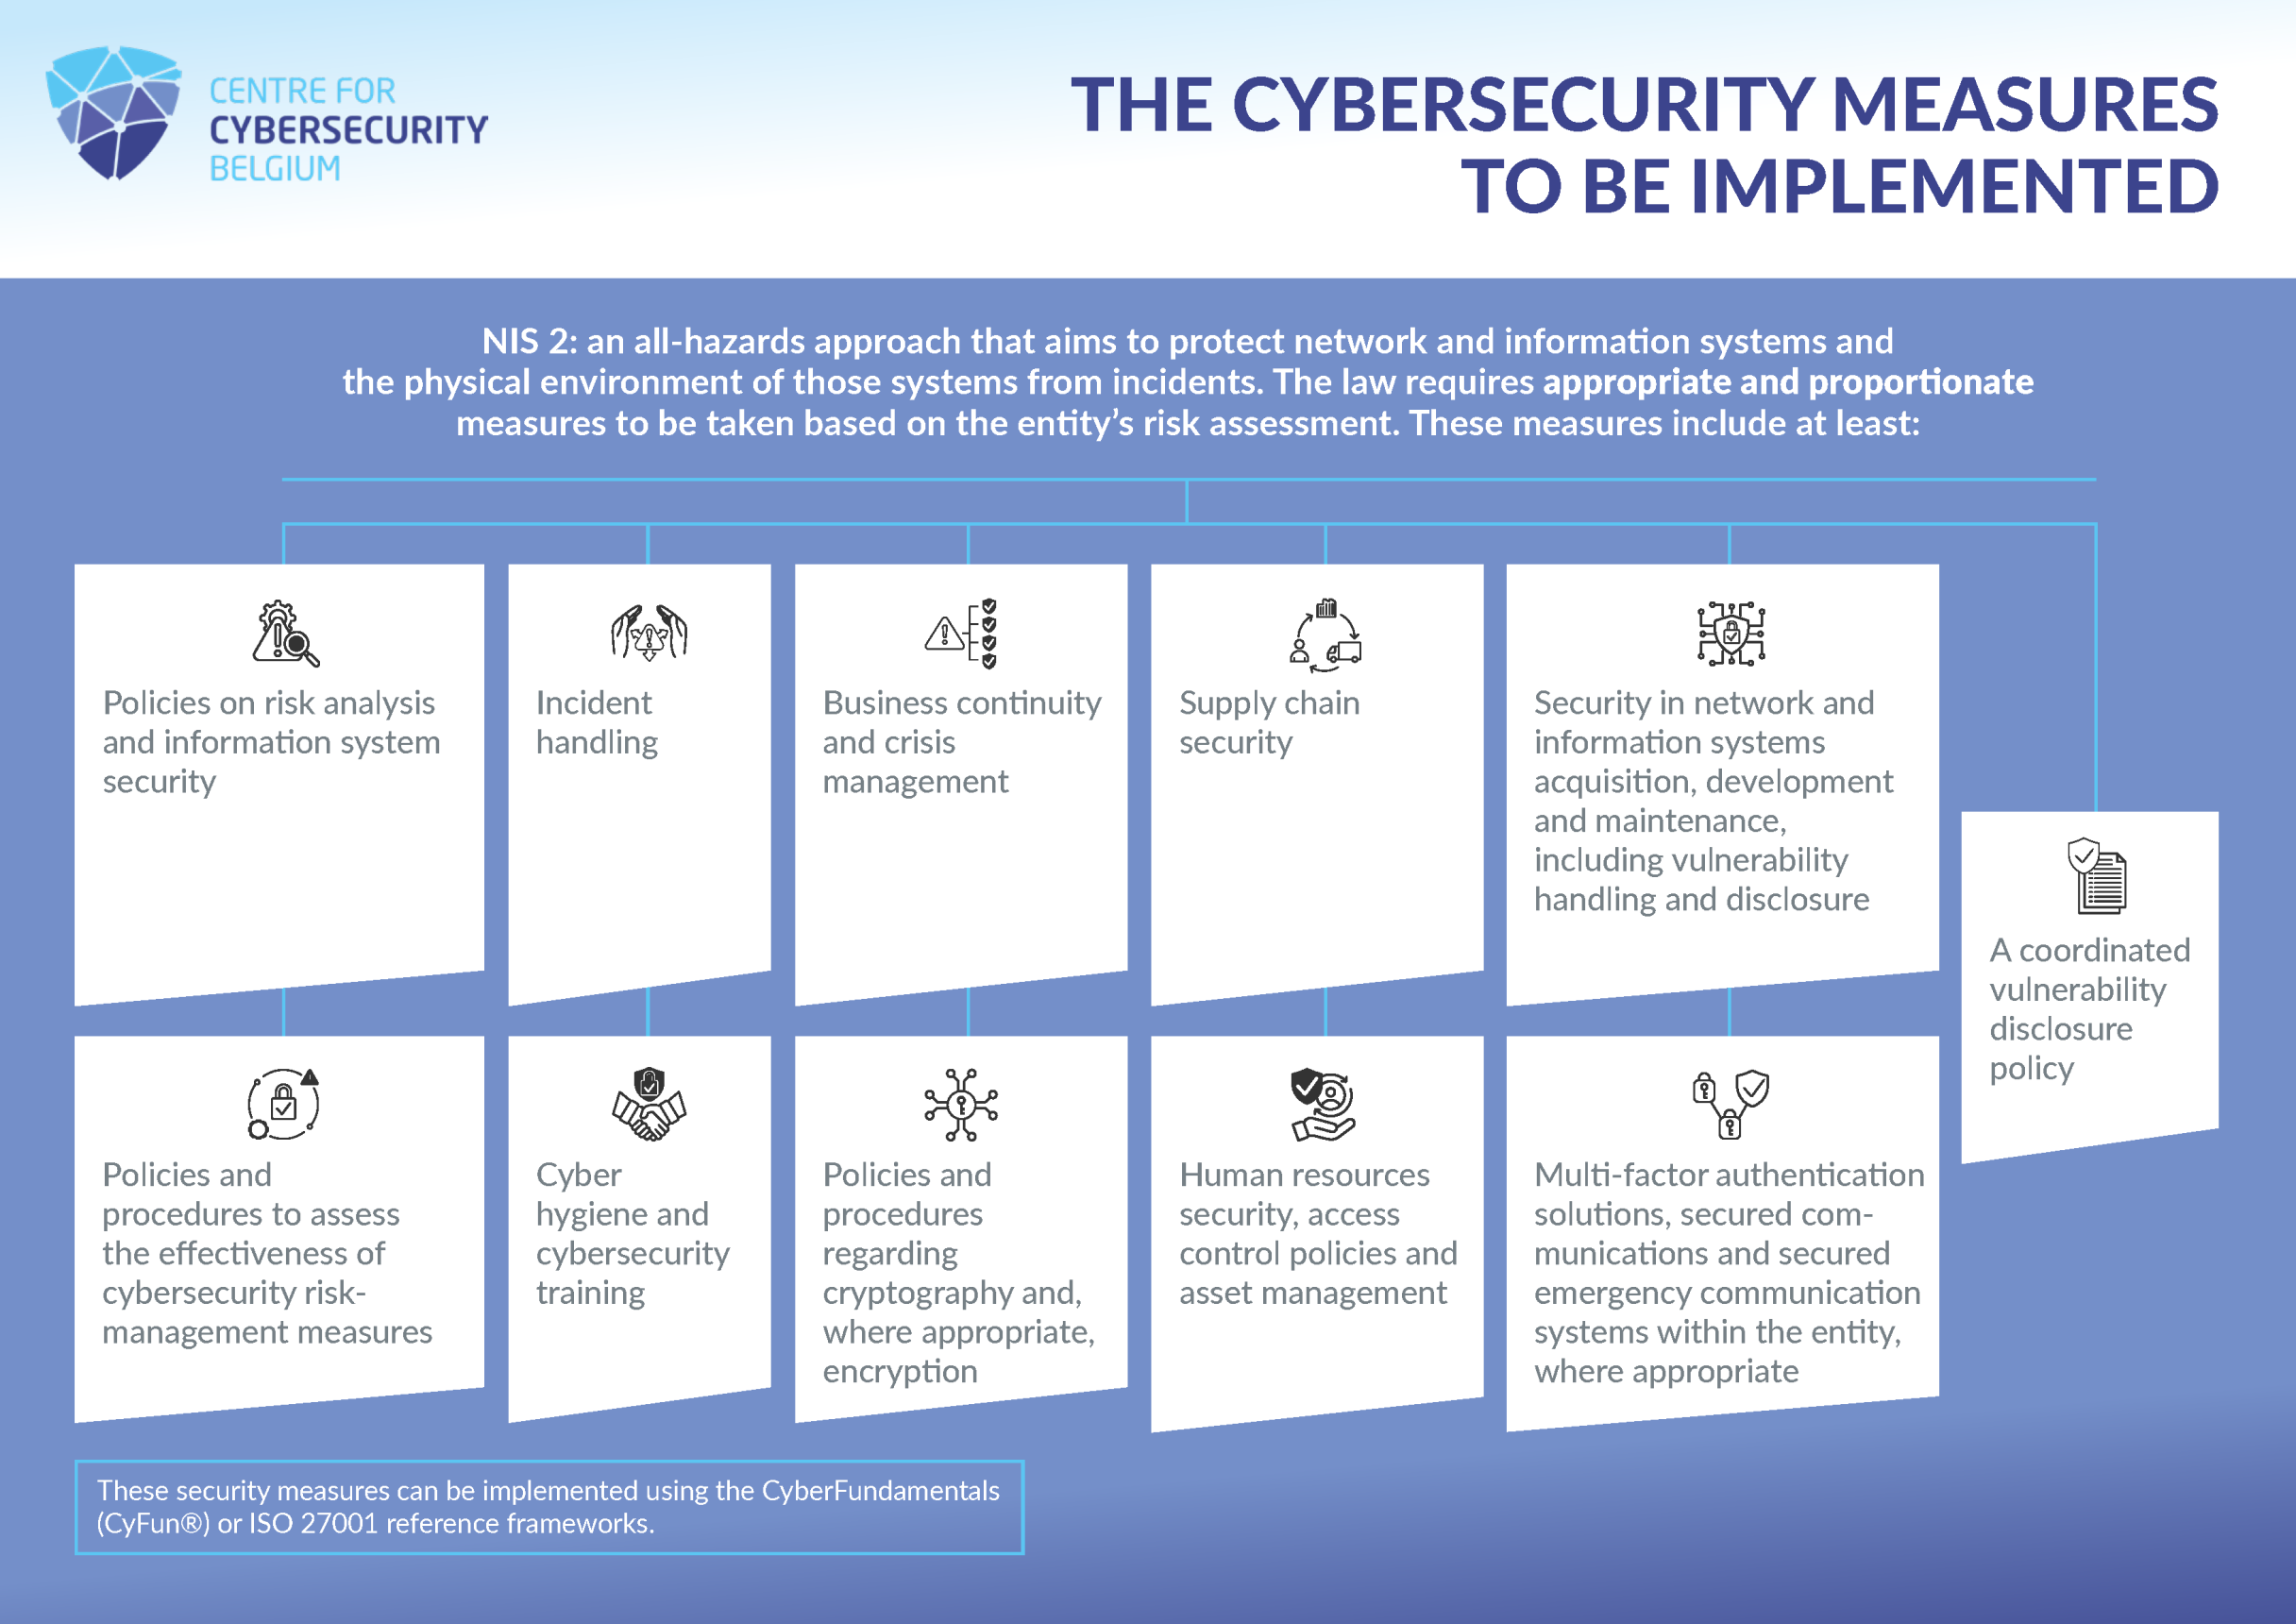 CENTRE FOR
CYBERSECURITY
BELGIUM
THE CYBERSECURITY MEASURES
TO BE IMPLEMENTED
NIS 2: an all-hazards approach that aims to protect network and information systems and
the physical environment of those systems from incidents. The law requires appropriate and proportionate
measures to be taken based on the entity's risk assessment. These measures include at least:
Policies on risk analysis
and information system
security
Incident
handling
Business continuity
and crisis
management
Supply chain
security
Security in network and
information systems
acquisition, development
and maintenance,
including vulnerability
handling and disclosure
A coordinated
vulnerability
disclosure
policy
Policies and
procedures to assess
the effectiveness of
cybersecurity risk-
management measures
Cyber
hygiene and
cybersecurity
training
Policies and
procedures
regarding
cryptography and,
where appropriate,
encryption
Human resources
security, access
control policies and
asset management
Multi-factor authentication
solutions, secured com-
munications and secured
emergency communication
systems within the entity,
where appropriate
These security measures can be implemented using the CyberFundamentals
(CyFun®) or ISO 27001 reference frameworks.